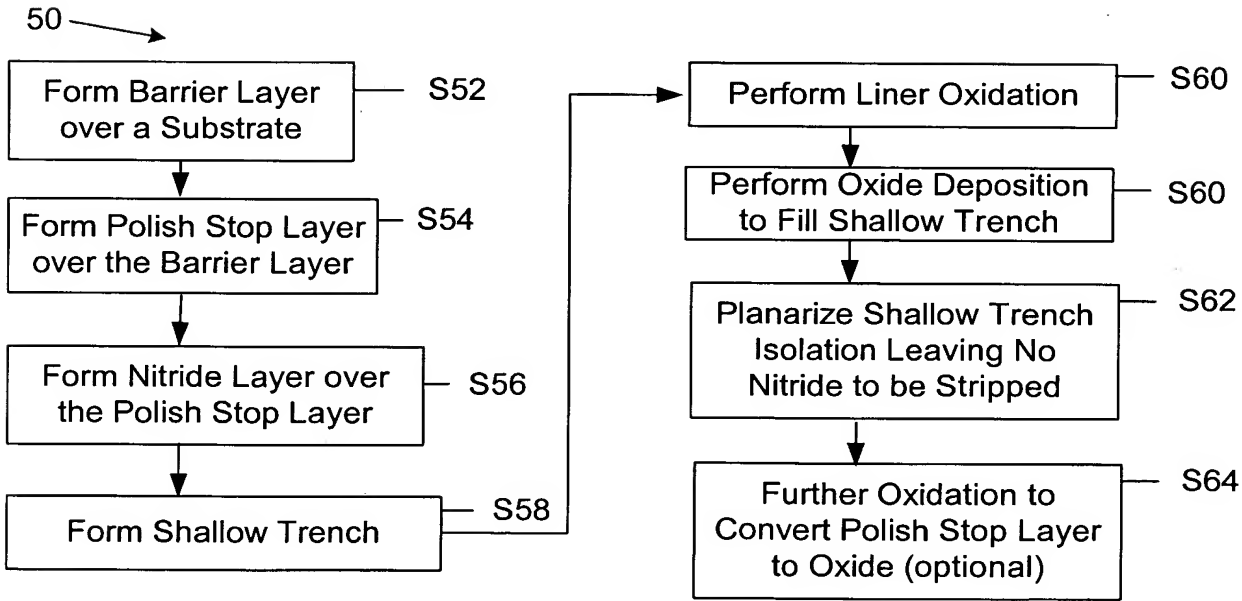 50
Form Barrier Layer
over a Substrate
S52
Form Polish Stop Layer
over the Barrier Layer
S54
Form Nitride Layer over
the Polish Stop Layer
S56
Form Shallow Trench
S58
Perform Liner Oxidation
S60
Perform Oxide Deposition
to Fill Shallow Trench
S60
Planarize Shallow Trench
Isolation Leaving No
Nitride to be Stripped
S62
Further Oxidation to
Convert Polish Stop Layer
to Oxide (optional)
S64